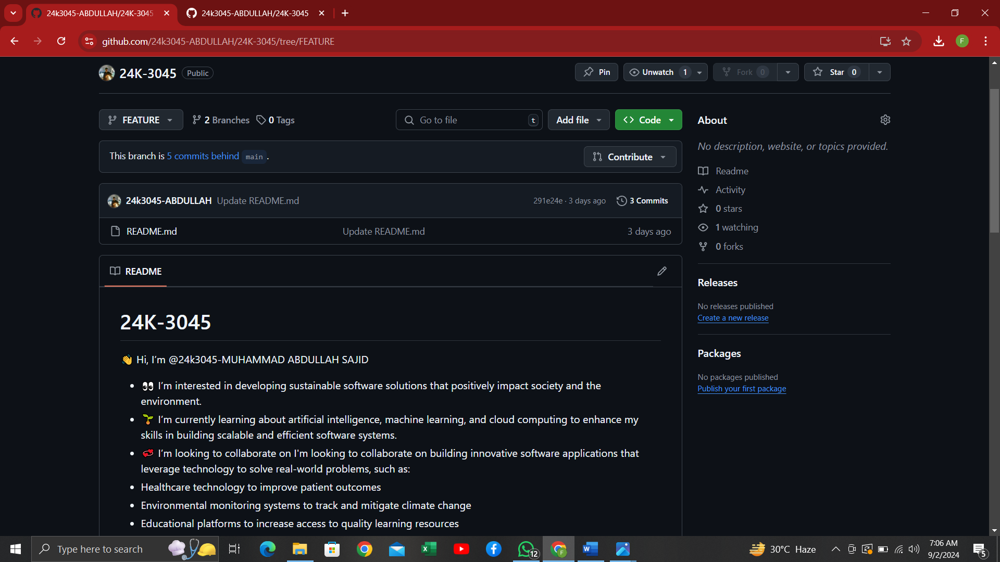 24k3045-ABDULLAH/24K-3045
24k3045-ABDULLAH/24K-3045
github.com/24k3045-ABDULLAH/24K-3045/tree/FEATURE
F
24K-3045 Public
Pin
Unwatch 1
Fork 0
Star 0
FEATURE
2 Branches
0 Tags
Go to file t
Add file
Code
This branch is 5 commits behind main .
Contribute
24k3045-ABDULLAH Update README.md
291e24e · 3 days ago
3 Commits
README.md
Update README.md
3 days ago
README
24K-3045
👋 Hi, I’m @24k3045-MUHAMMAD ABDULLAH SAJID
• 👀 I’m interested in developing sustainable software solutions that positively impact society and the
environment.
• 🌱 I’m currently learning about artificial intelligence, machine learning, and cloud computing to enhance my
skills in building scalable and efficient software systems.
• 💞️ I’m looking to collaborate on I'm looking to collaborate on building innovative software applications that
leverage technology to solve real-world problems, such as:
• Healthcare technology to improve patient outcomes
• Environmental monitoring systems to track and mitigate climate change
• Educational platforms to increase access to quality learning resources
About
No description, website, or topics provided.
Readme
Activity
0 stars
1 watching
0 forks
Releases
No releases published
Create a new release
Packages
No packages published
Publish your first package
Type here to search
12
F
30°C Haze
7:06 AM
9/2/2024
5